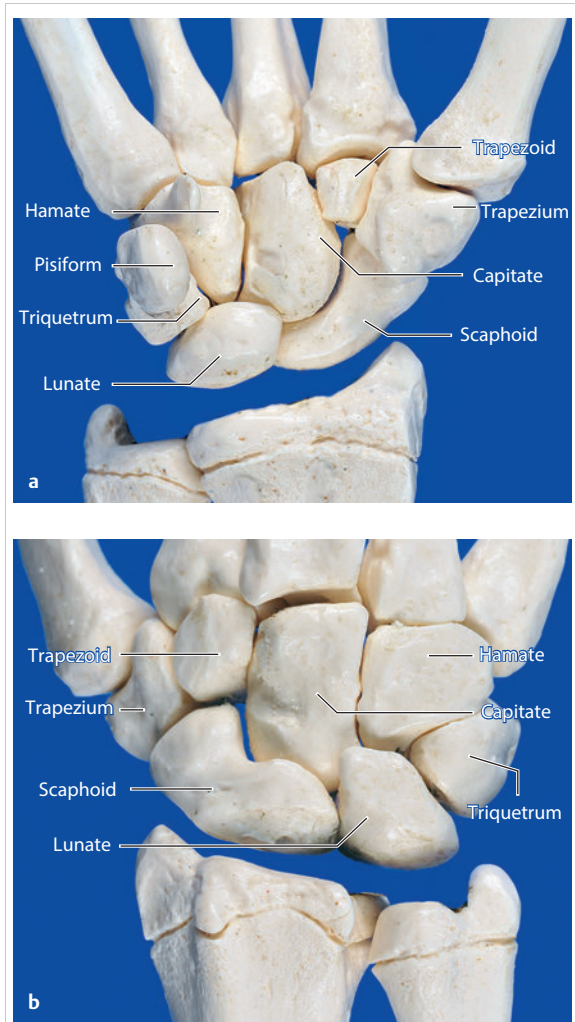 Trapezoid
Hamate
Trapezium
Pisiform
Capitate
Triquetrum
Scaphoid
Lunate
a
Trapezoid
Hamate
Trapezium
Capitate
Scaphoid
Triquetrum
Lunate
b